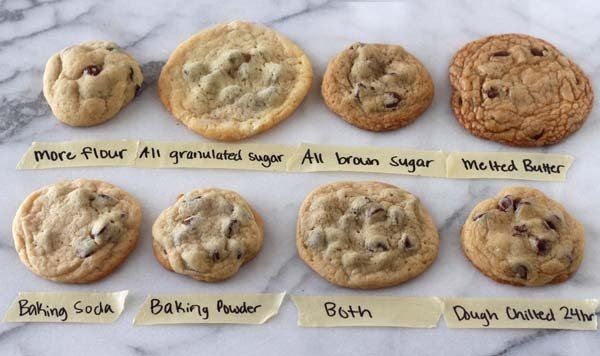 more flour
All granulated sugar
All brown sugar
Melted Butter
Baking Soda
Baking Powder
Both
Dough Chilled 24hr